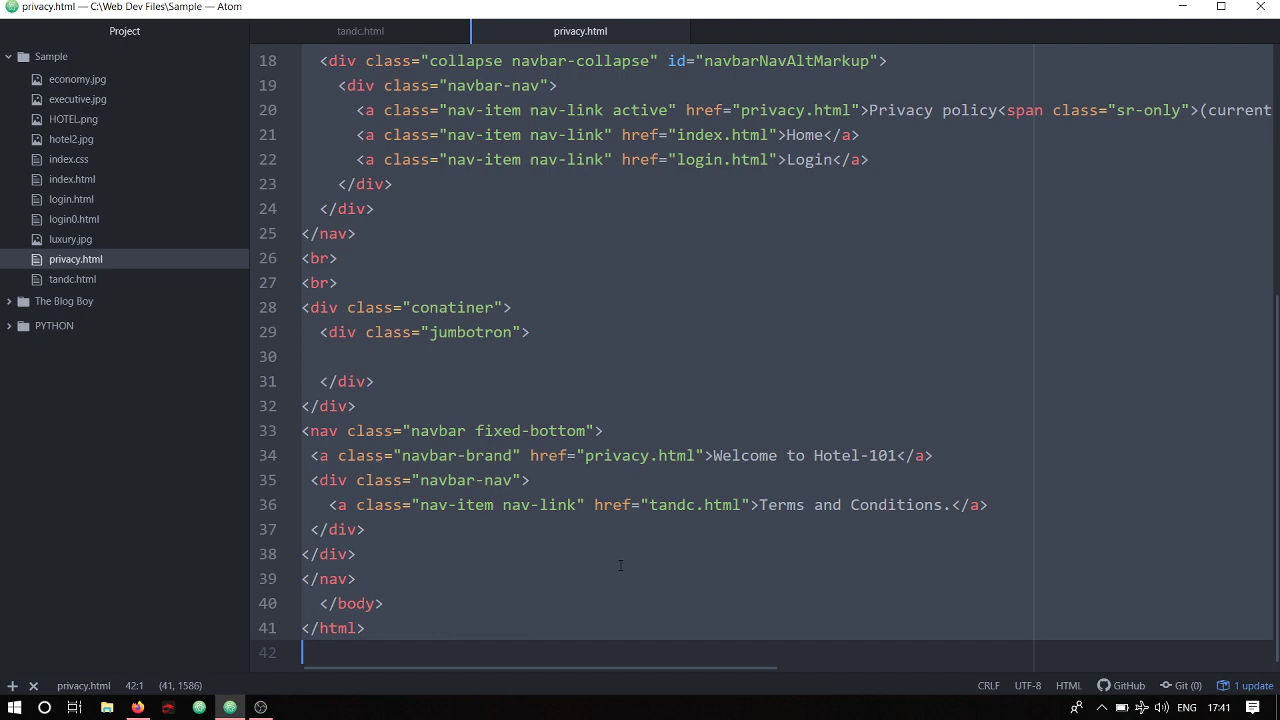 privacy.html — C:\Web Dev Files\Sample — Atom
Project
tandc.html
privacy.html
Sample
economy.jpg
executive.jpg
HOTEL.png
hotel2.jpg
index.css
index.html
login.html
login0.html
luxury.jpg
privacy.html
tandc.html
The Blog Boy
PYTHON
18 <div class="collapse navbar-collapse" id="navbarNavAltMarkup">
19 <div class="navbar-nav">
20 <a class="nav-item nav-link active" href="privacy.html">Privacy policy<span class="sr-only">(current
21 <a class="nav-item nav-link" href="index.html">Home</a>
22 <a class="nav-item nav-link" href="login.html">Login</a>
23 </div>
24 </div>
25 </nav>
26 <br>
27 <br>
28 <div class="conatiner">
29 <div class="jumbotron">
30
31 </div>
32 </div>
33 <nav class="navbar fixed-bottom">
34 <a class="navbar-brand" href="privacy.html">Welcome to Hotel-101</a>
35 <div class="navbar-nav">
36 <a class="nav-item nav-link" href="tandc.html">Terms and Conditions.</a>
37 </div>
38 </div>
39 </nav>
40 </body>
41 </html>
42
privacy.html 42:1 (41, 1586) CRLF UTF-8 HTML GitHub Git (0) 1 update
ENG 17:41